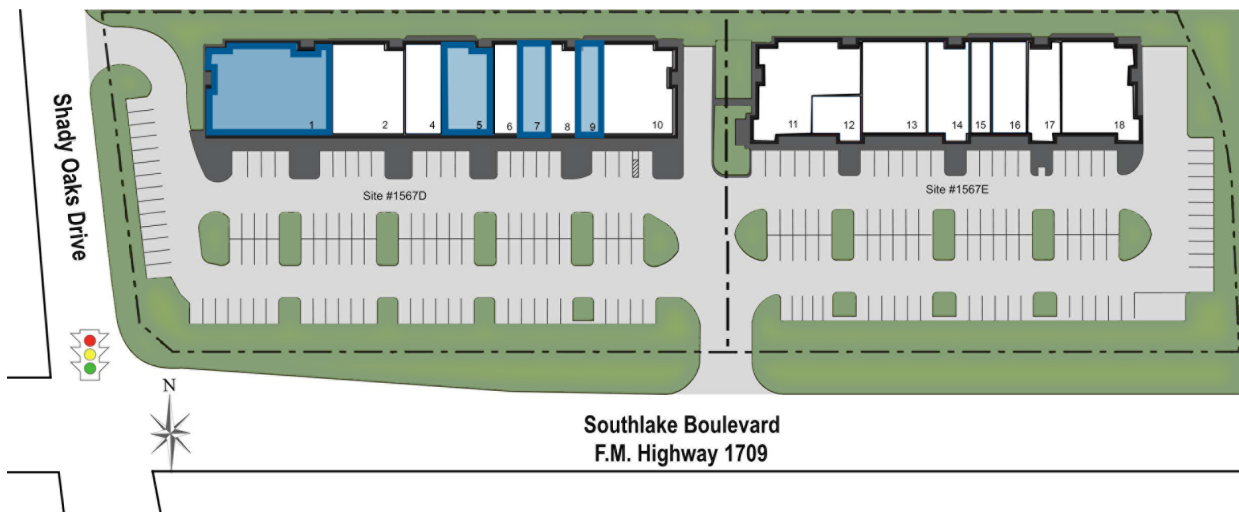 1
2
4
5
6
7
8
9
10
11
12
13
14
15
16
17
18
Site #1567D
Site #1567E
Shady Oaks Drive
N
Southlake Boulevard
F.M. Highway 1709